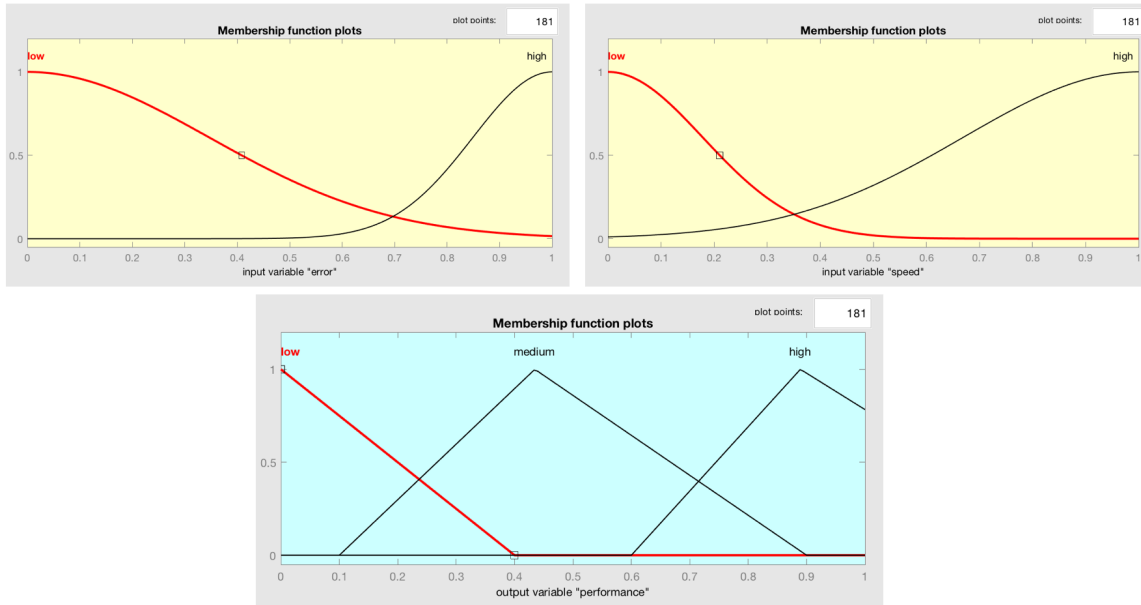 plot points: 181
Membership function plots
low high
1
0.5
0
0 0.1 0.2 0.3 0.4 0.5 0.6 0.7 0.8 0.9 1
input variable "error"
plot points: 181
Membership function plots
low high
1
0.5
0
0 0.1 0.2 0.3 0.4 0.5 0.6 0.7 0.8 0.9 1
input variable "speed"
plot points: 181
Membership function plots
low medium high
1
0.5
0
0 0.1 0.2 0.3 0.4 0.5 0.6 0.7 0.8 0.9 1
output variable "performance"